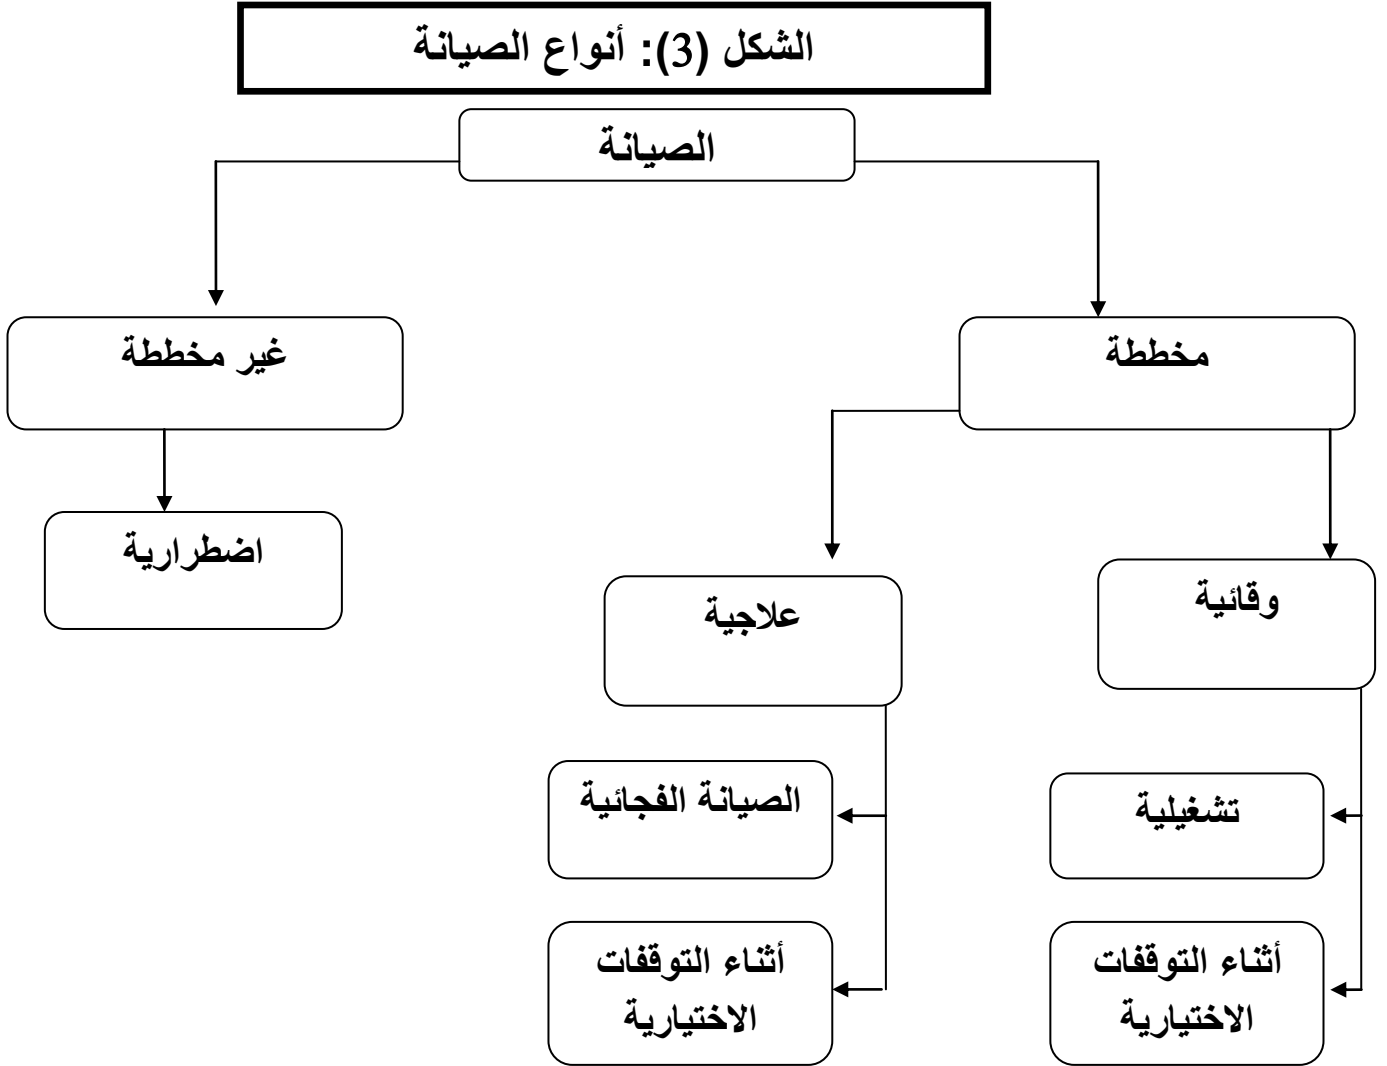 الشكل (3): أنواع الصيانة
الصيانة
مخططة
غير مخططة
اضطرارية
وقائية
علاجية
الصيانة الفجائية
تشغيلية
أثناء التوقفات
الاختيارية
أثناء التوقفات
الاختيارية